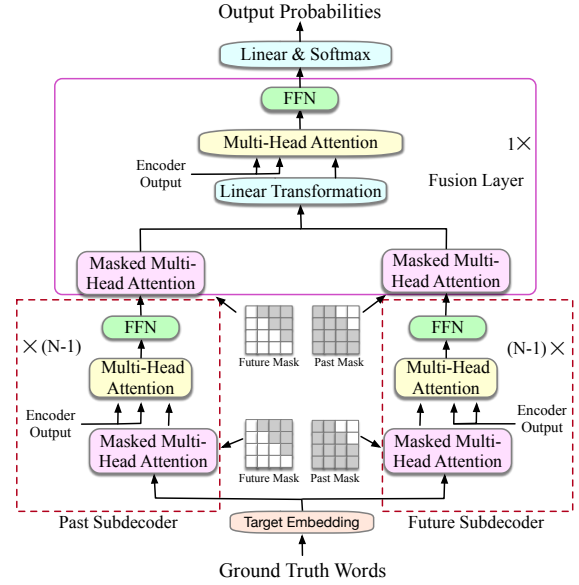 Output Probabilities
Linear & Softmax
FFN
Multi-Head Attention
1×
Encoder
Output
Fusion Layer
Linear Transformation
Masked Multi-
Head Attention
Masked Multi-
Head Attention
× (N-1)
FFN
Future Mask
Past Mask
FFN
(N-1) ×
Multi-Head
Attention
Multi-Head
Attention
Encoder
Output
Encoder
Output
Masked Multi-
Head Attention
Future Mask
Past Mask
Masked Multi-
Head Attention
Past Subdecoder
Target Embedding
Future Subdecoder
Ground Truth Words